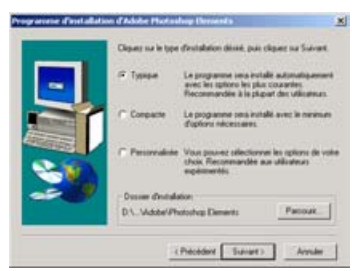 Programme d'installation d'Adobe Photoshop Elements
Cliquez sur le type d'installation désiré, puis cliquez sur Suivant.
Typique
Le programme sera installé automatiquement
avec les options les plus courantes.
Recommandée à la plupart des utilisateurs.
Compacte
Le programme sera installé avec le minimum
d'options nécessaires.
Personnalisée
Vous pouvez sélectionner les options de votre
choix. Recommandée aux utilisateurs
expérimentés.
Dossier d'installation
D:\...\Adobe\Photoshop Elements
Parcourir...
< Précédent
Suivant >
Annuler